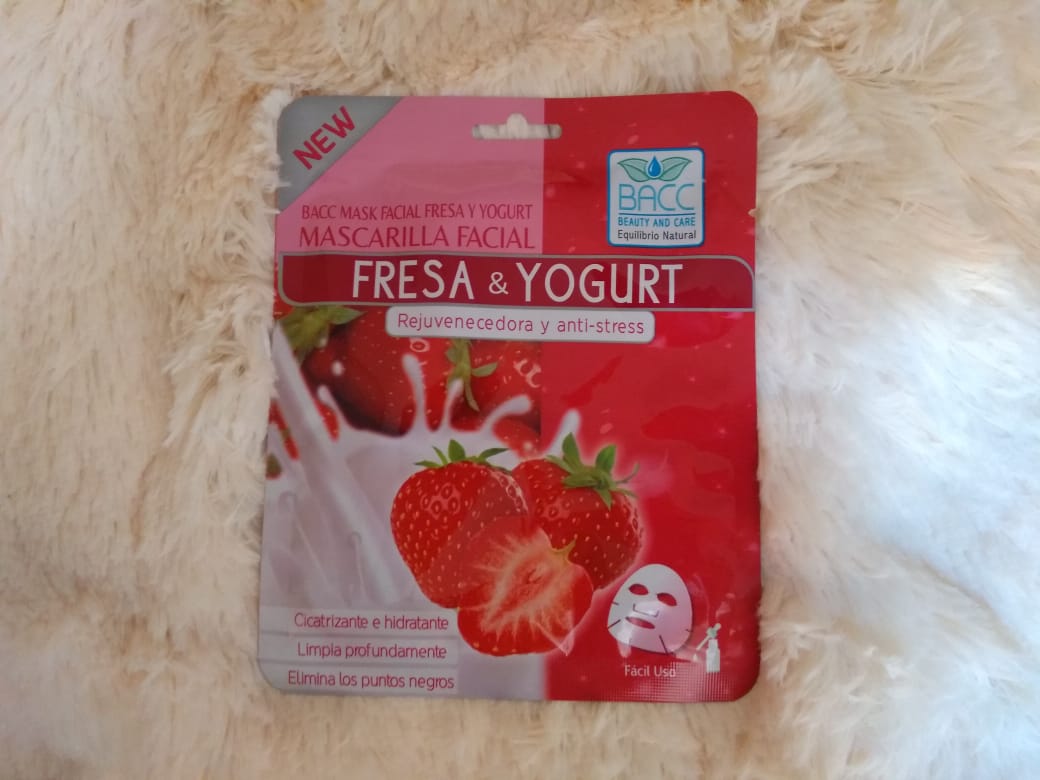 NEW
BACC MASK FACIAL FRESA Y YOGURT
MASCARILLA FACIAL
BACC
BEAUTY AND CARE
Equilibrio Natural
FRESA & YOGURT
Rejuvenecedora y anti-stress
Cicatrizante e hidratante
Limpia profundamente
Elimina los puntos negros
Fácil Uso